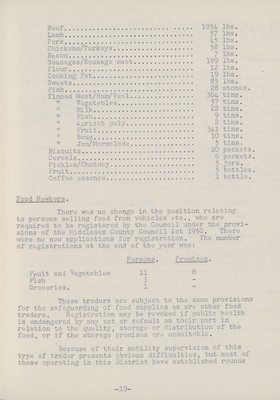 Beef 1954 lbs.
Lamb 57 lbs.
Pork 45 lbs.
Chickens/Turkeys 58 lbs.
Bacon 7 lbs.
Sausages/Sausage meat 199 lbs.
Flour 12 lbs.
Cooking fat 19 lbs.
Sweets 85 lbs.
Fish 28 stones.
Tinned Meat/Ham/Veal 364 tins.
" Vegetables 57 tins.
" Milk 22 tins.
" Fish 9 tins.
" Apricot pulp 2 tins.
" Fruit 341 tins.
" Soup 10 tins.
" Jam/Marmalade 5 tins.
Biscuits 20 packets.
Cereals 6 packets.
Pickles/Chutney 5 jars.
Fruit 5 bottles.
Coffee essence 1 bottle.
Food Hawkers.
There was no change in the position relating
to persons selling food from vehicles etc., who are
required to be registered by the Council under the provi-
sions of the Middlesex County Council Act 1950. There
were no new applications for registration. The number
of registrations at the end of the year was:
Persons. Premises.
Fruit and Vegetables 11 8
Fish 1 -
Groceries. 1 -
These traders are subject to the same provisions
for the safeguarding of food supplies as are other food
traders. Registration may be revoked if public health
is endangered by any act or default on their part in
relation to the quality, storage or distribution of the
food, or if the storage premises are unsuitable.
Because of their mobility supervision of this
type of trader presents obvious difficulties, but most of
those operating in this District have established rounds
-10-